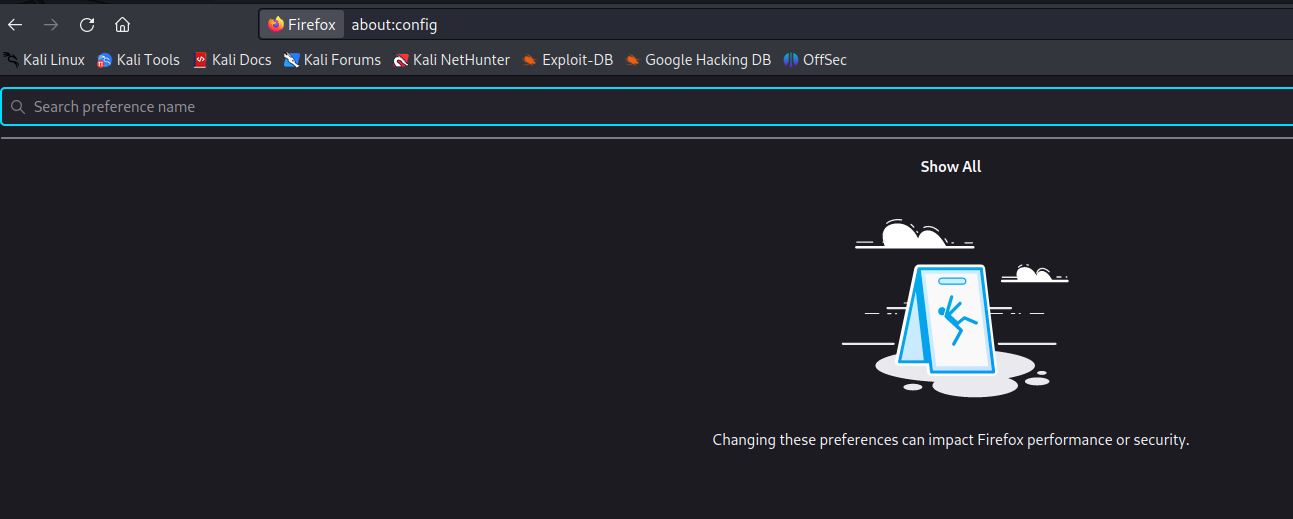 Firefox about:config
Kali Linux Kali Tools Kali Docs Kali Forums Kali NetHunter Exploit-DB Google Hacking DB OffSec
Search preference name
Show All
Changing these preferences can impact Firefox performance or security.